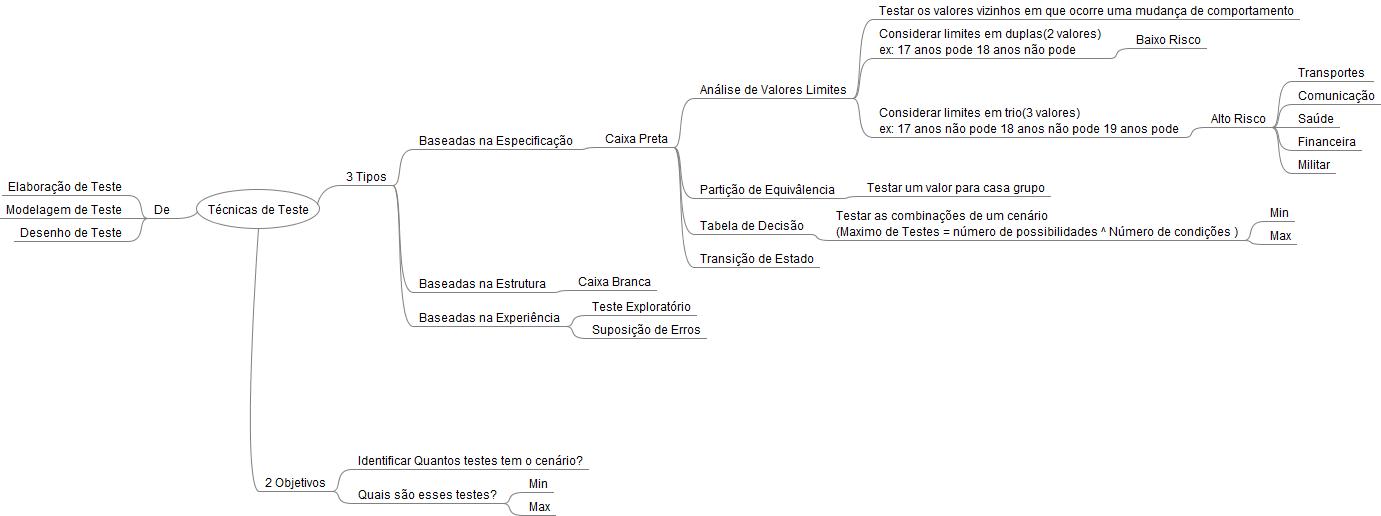 Técnicas de Teste
De
Elaboração de Teste
Modelagem de Teste
Desenho de Teste
3 Tipos
Baseadas na Especificação
Caixa Preta
Análise de Valores Limites
Testar os valores vizinhos em que ocorre uma mudança de comportamento
Considerar limites em duplas(2 valores)
ex: 17 anos pode 18 anos não pode
Baixo Risco
Considerar limites em trio(3 valores)
ex: 17 anos não pode 18 anos não pode 19 anos pode
Alto Risco
Transportes
Comunicação
Saúde
Financeira
Militar
Partição de Equivâlencia
Testar um valor para casa grupo
Tabela de Decisão
Testar as combinações de um cenário
(Maximo de Testes = número de possibilidades ^ Número de condições )
Min
Max
Transição de Estado
Baseadas na Estrutura
Caixa Branca
Baseadas na Experiência
Teste Exploratório
Suposição de Erros
2 Objetivos
Identificar Quantos testes tem o cenário?
Quais são esses testes?
Min
Max